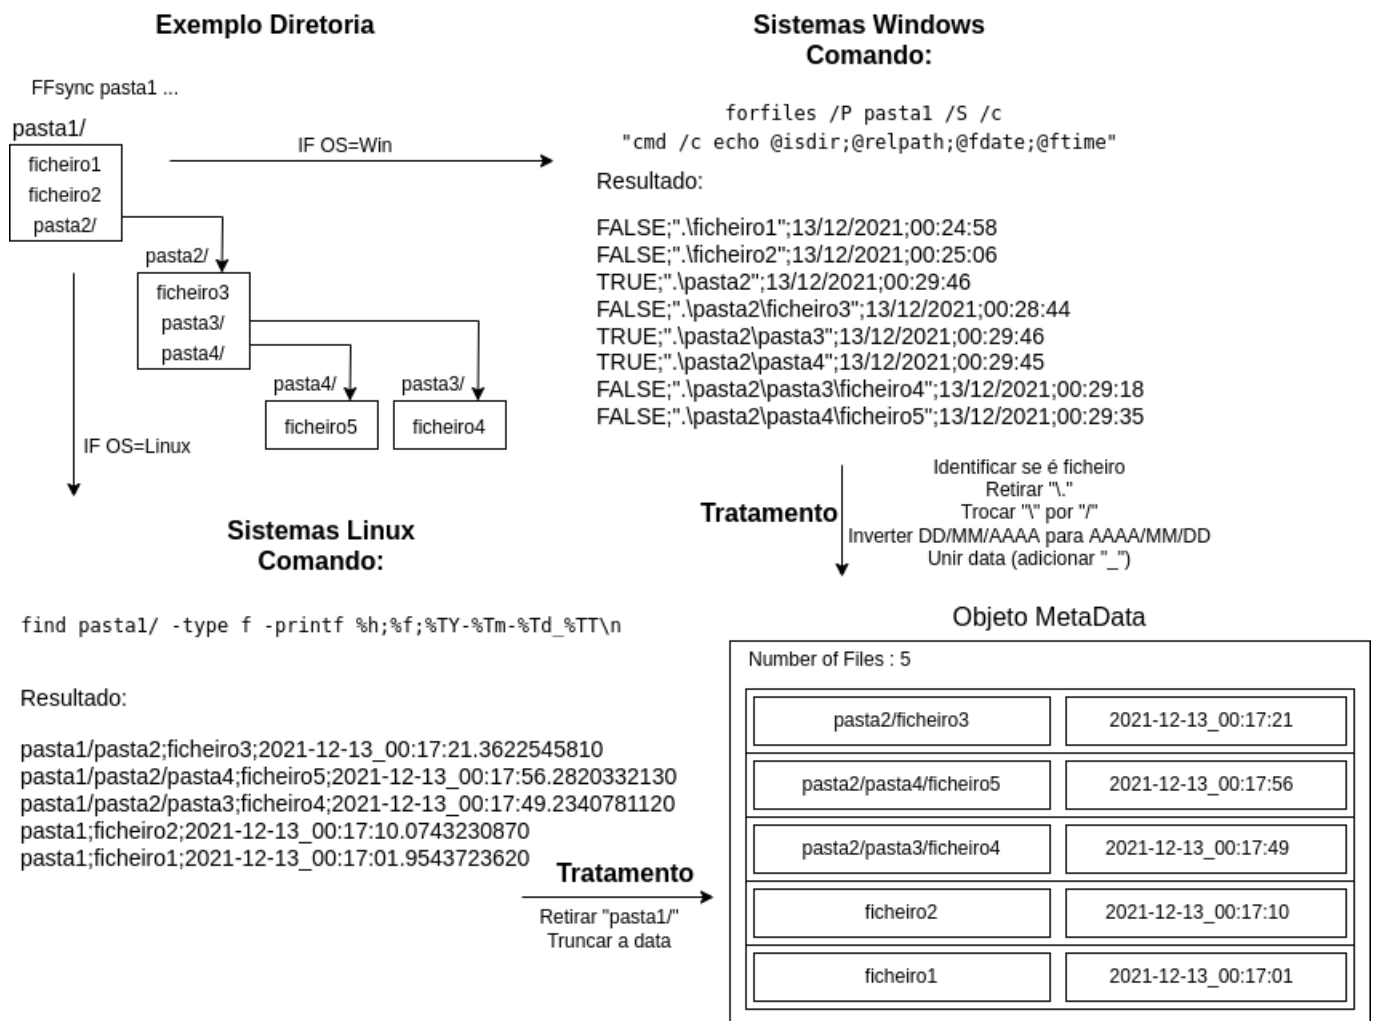 Exemplo Diretoria
FFsync pasta1 ...
pasta1/
ficheiro1
ficheiro2
pasta2/
IF OS=Win
pasta2/
ficheiro3
pasta3/
pasta4/
pasta4/
ficheiro5
pasta3/
ficheiro4
IF OS=Linux
Sistemas Windows
Comando:
forfiles /P pasta1 /S /c
"cmd /c echo @isdir;@relpath;@fdate;@ftime"
Resultado:
FALSE;".\ficheiro1";13/12/2021;00:24:58
FALSE;".\ficheiro2";13/12/2021;00:25:06
TRUE;".\pasta2";13/12/2021;00:29:46
FALSE;".\pasta2\ficheiro3";13/12/2021;00:28:44
TRUE;".\pasta2\pasta3";13/12/2021;00:29:46
TRUE;".\pasta2\pasta4";13/12/2021;00:29:45
FALSE;".\pasta2\pasta3\ficheiro4";13/12/2021;00:29:18
FALSE;".\pasta2\pasta4\ficheiro5";13/12/2021;00:29:35
Tratamento
Identificar se é ficheiro
Retirar "\."
Trocar "\" por "/"
Inverter DD/MM/AAAA para AAAA/MM/DD
Unir data (adicionar "_")
Sistemas Linux
Comando:
find pasta1/ -type f -printf %h;%f;%TY-%Tm-%Td_%TT\n
Resultado:
pasta1/pasta2;ficheiro3;2021-12-13_00:17:21.3622545810
pasta1/pasta2/pasta4;ficheiro5;2021-12-13_00:17:56.2820332130
pasta1/pasta2/pasta3;ficheiro4;2021-12-13_00:17:49.2340781120
pasta1;ficheiro2;2021-12-13_00:17:10.0743230870
pasta1;ficheiro1;2021-12-13_00:17:01.9543723620
Tratamento
Retirar "pasta1/"
Truncar a data
Objeto MetaData
Number of Files : 5
pasta2/ficheiro3 2021-12-13_00:17:21
pasta2/pasta4/ficheiro5 2021-12-13_00:17:56
pasta2/pasta3/ficheiro4 2021-12-13_00:17:49
ficheiro2 2021-12-13_00:17:10
ficheiro1 2021-12-13_00:17:01